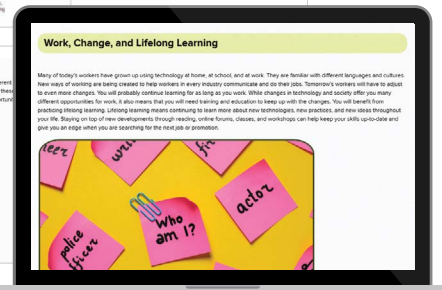 Work, Change, and Lifelong Learning
Many of today's workers have grown up using technology at home, at school, and at work. They are familiar with different languages and cultures.
New ways of working are being created to help workers in every industry communicate and do their jobs. Tomorrow's workers will have to adjust
to even more changes. You will probably continue learning for as long as you work. While changes in technology and society offer you many
different opportunities for work, it also means that you will need training and education to keep up with the changes. You will benefit from
practicing lifelong learning. Lifelong learning means continuing to learn more about new technologies, new practices, and new ideas throughout
your life. Staying on top of new developments through reading, online forums, classes, and workshops can help keep your skills up-to-date and
give you an edge when you are searching for the next job or promotion.
Who
am I?
actor
police
officer